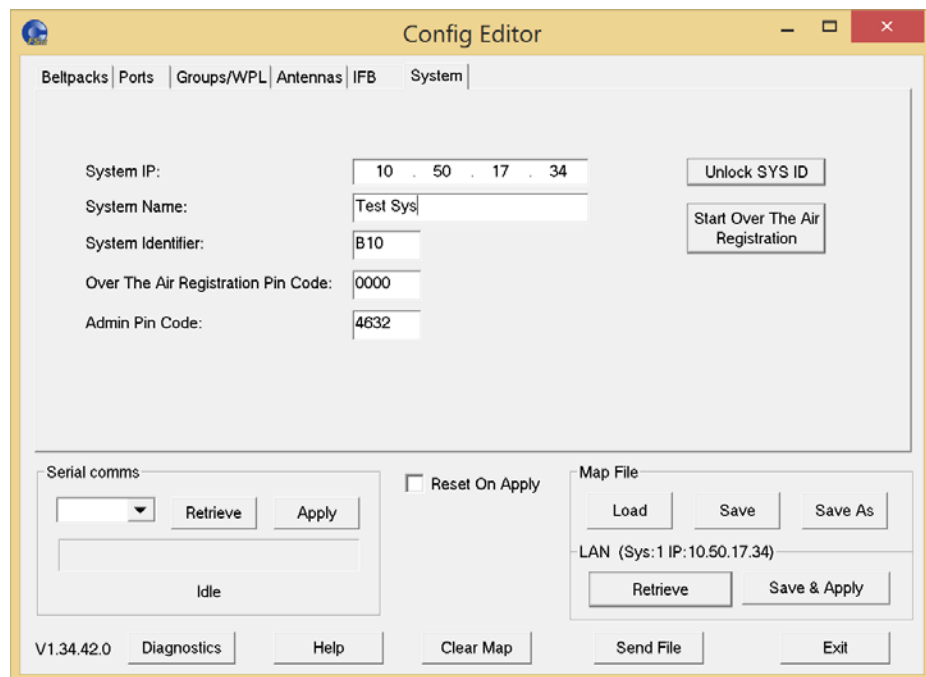 Config Editor
Beltpacks Ports Groups/WPL Antennas IFB System
System IP: 10 . 50 . 17 . 34
Unlock SYS ID
System Name: Test Sys
Start Over The Air
Registration
System Identifier: B10
Over The Air Registration Pin Code: 0000
Admin Pin Code: 4632
Serial comms
Retrieve Apply
Idle
Reset On Apply
Map File
Load Save Save As
LAN (Sys:1 IP:10.50.17.34)
Retrieve Save & Apply
V1.34.42.0 Diagnostics Help Clear Map Send File Exit